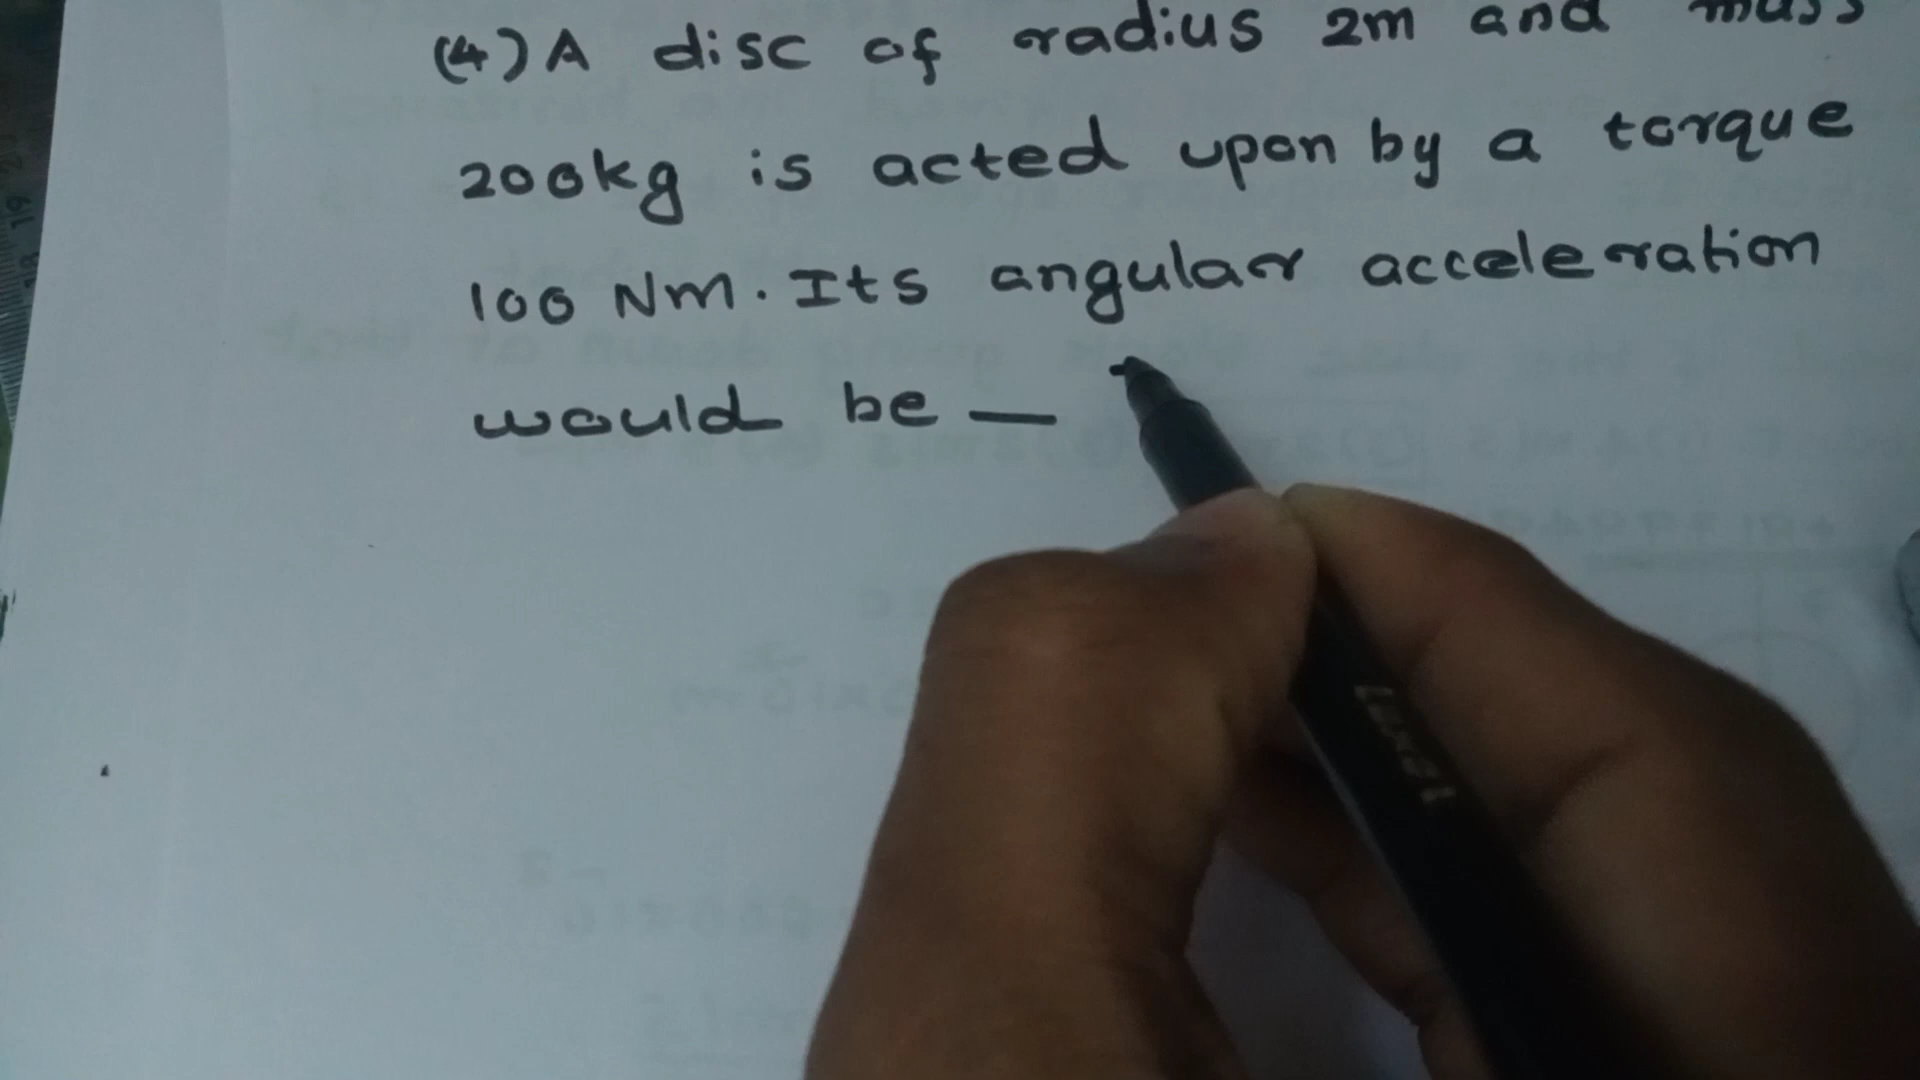 (4) A disc of radius 2m and mass
200kg is acted upon by a torque
100 Nm. Its angular acceleration
would be —